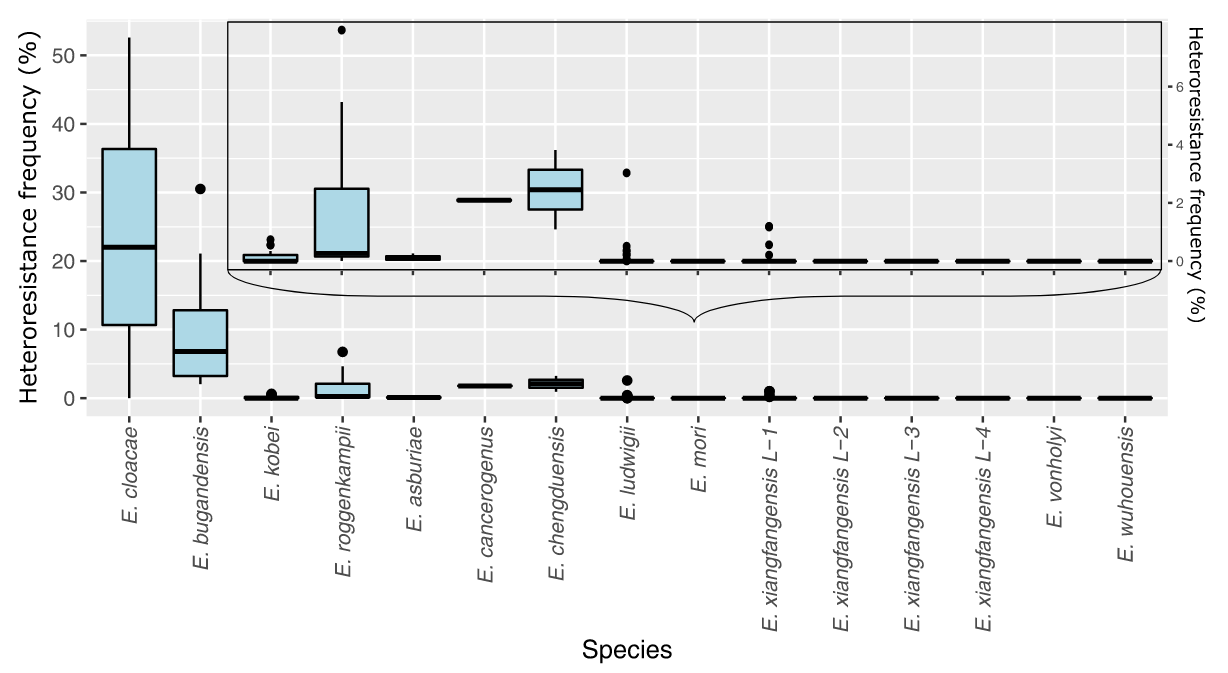 Heteroresistance frequency (%)
50
40
30
20
10
0
Heteroresistance frequency (%)
6
4
2
0
E. cloacae
E. bugandensis
E. kobei
E. roggenkampii
E. asburiae
E. cancerogenus
E. chengduensis
E. ludwigii
E. mori
E. xiangfangensis L−1
E. xiangfangensis L−2
E. xiangfangensis L−3
E. xiangfangensis L−4
E. vonholyi
E. wuhouensis
Species